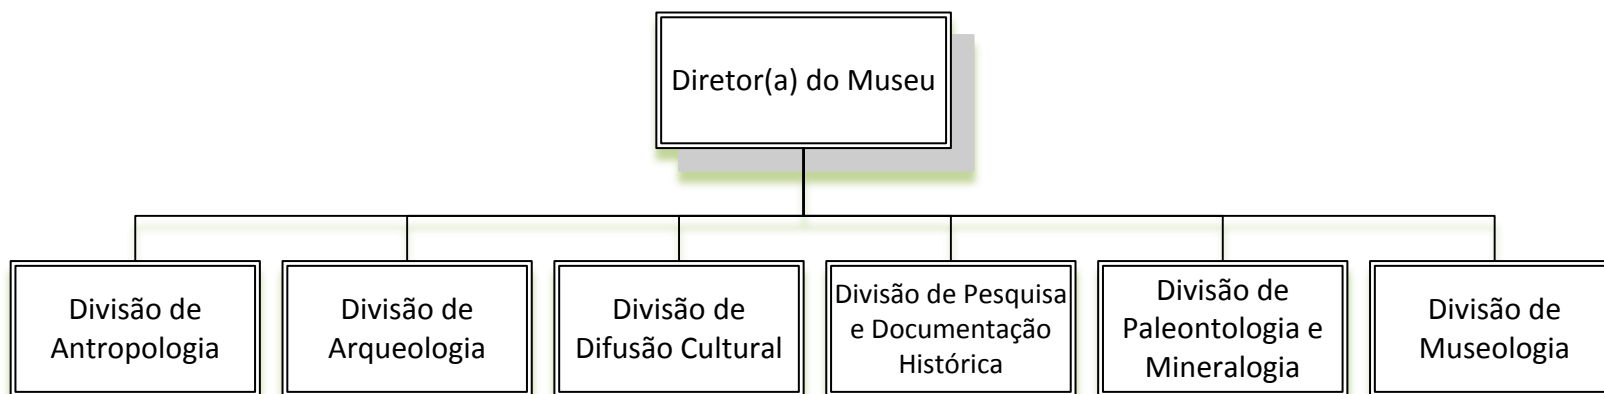 Diretor(a) do Museu
Divisão de
Antropologia
Divisão de
Arqueologia
Divisão de
Difusão Cultural
Divisão de Pesquisa
e Documentação
Histórica
Divisão de
Paleontologia e
Mineralogia
Divisão de
Museologia